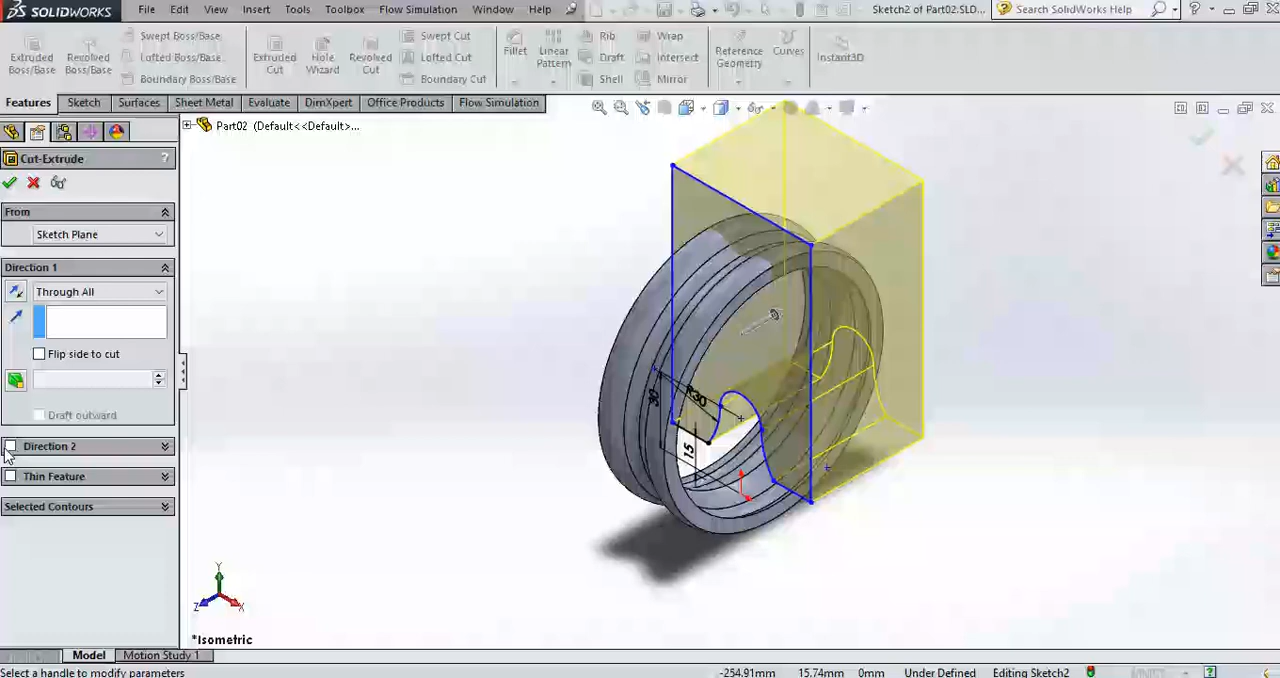 SOLIDWORKS File Edit View Insert Tools Toolbox Flow Simulation Window Help Sketch2 of Part02.SLD... Search SolidWorks Help
Extruded Boss/Base
Revolved Boss/Base
Swept Boss/Base
Lofted Boss/Base
Boundary Boss/Base
Extruded Cut
Hole Wizard
Revolved Cut
Swept Cut
Lofted Cut
Boundary Cut
Fillet
Linear Pattern
Rib
Draft
Shell
Wrap
Intersect
Mirror
Reference Geometry
Curves
Instant3D
Features Sketch Surfaces Sheet Metal Evaluate DimXpert Office Products Flow Simulation
Part02 (Default<<Default>...
Cut-Extrude ?
From
Sketch Plane
Direction 1
Through All
Flip side to cut
Draft outward
Direction 2
Thin Feature
Selected Contours
R30
30
15
Y
Z
X
*Isometric
Model Motion Study 1
Select a handle to modify parameters -254.91mm 15.74mm 0mm Under Defined Editing Sketch2